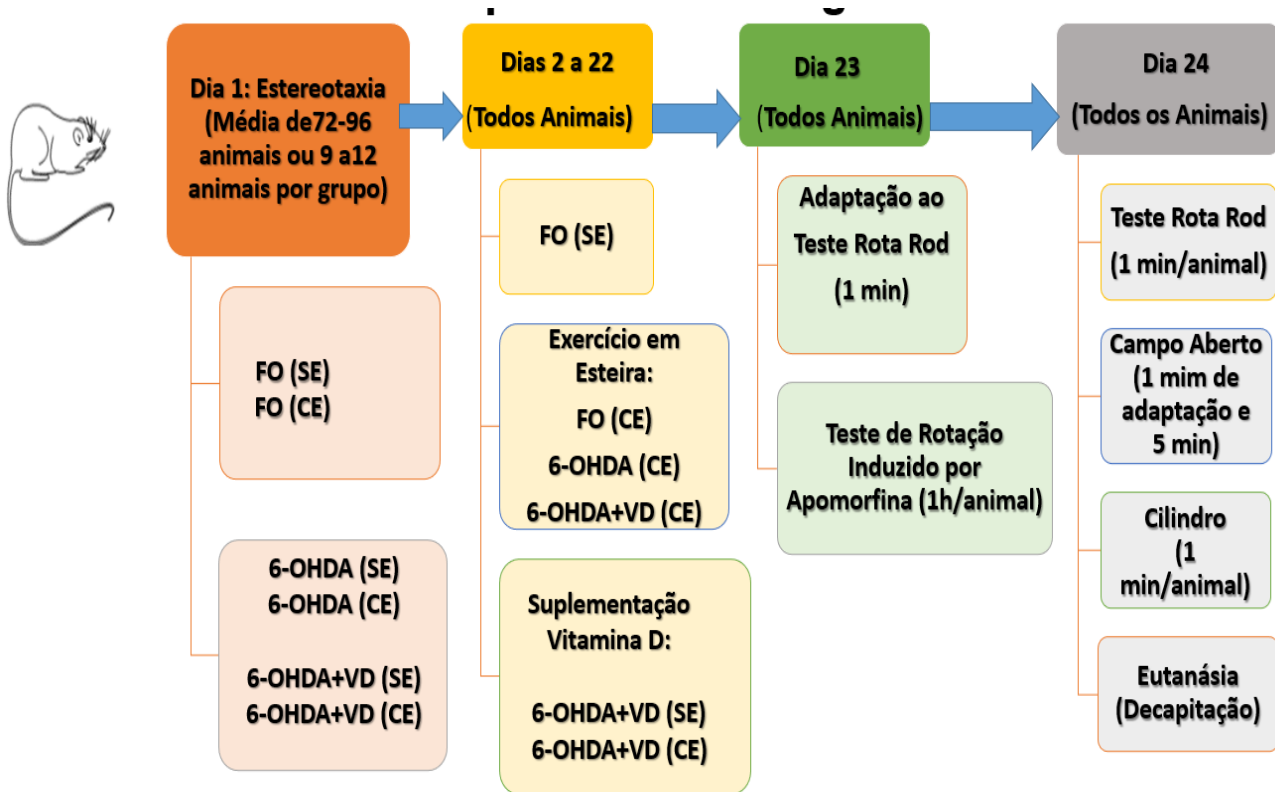 Dia 1: Estereotaxia
(Média de72-96
animais ou 9 a12
animais por grupo)
FO (SE)
FO (CE)
6-OHDA (SE)
6-OHDA (CE)
6-OHDA+VD (SE)
6-OHDA+VD (CE)
Dias 2 a 22
(Todos Animais)
FO (SE)
Exercício em
Esteira:
FO (CE)
6-OHDA (CE)
6-OHDA+VD (CE)
Suplementação
Vitamina D:
6-OHDA+VD (SE)
6-OHDA+VD (CE)
Dia 23
(Todos Animais)
Adaptação ao
Teste Rota Rod
(1 min)
Teste de Rotação
Induzido por
Apomorfina (1h/animal)
Dia 24
(Todos os Animais)
Teste Rota Rod
(1 min/animal)
Campo Aberto
(1 mim de
adaptação e
5 min)
Cilindro
(1
min/animal)
Eutanásia
(Decapitação)